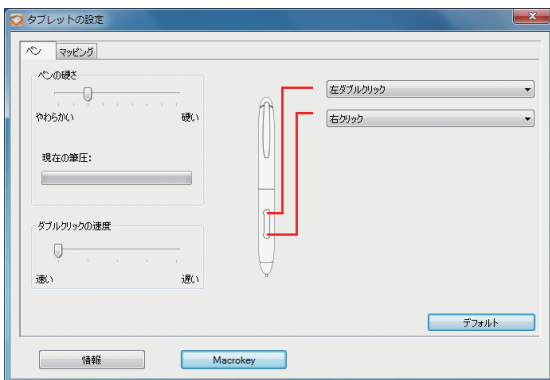 タブレットの設定
ペン
マッピング
ペンの硬さ
やわらかい
硬い
現在の筆圧:
左ダブルクリック
右クリック
ダブルクリックの速度
速い
遅い
デフォルト
情報
Macrokey